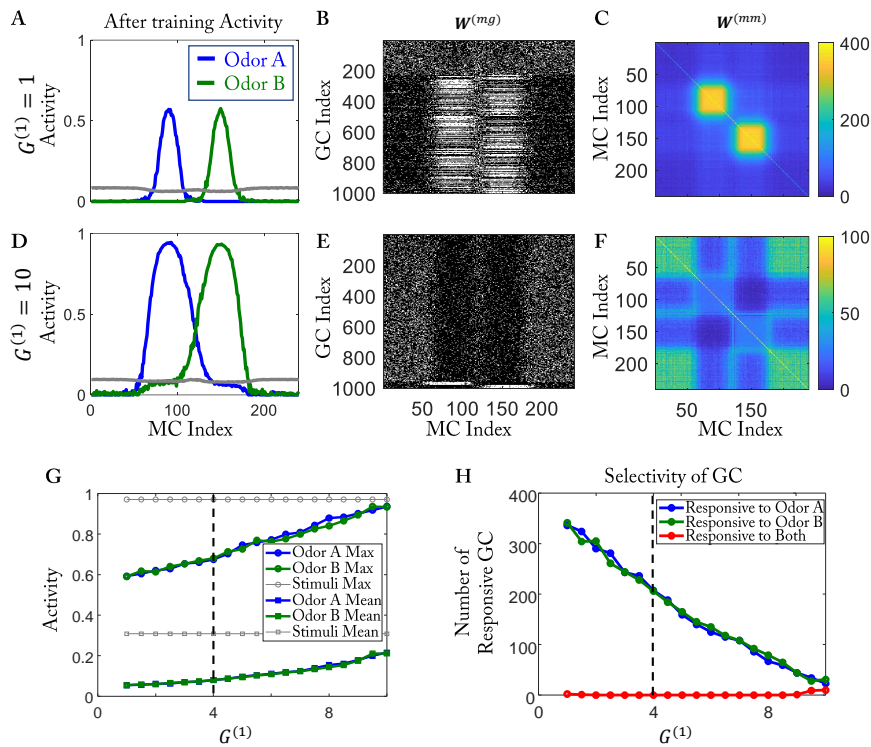 A After training Activity B W(mg) C W(mm)
G(1) = 1
Activity
1
0.5
0
Odor A
Odor B
GC Index
200
400
600
800
1000
MC Index
50
100
150
200
400
200
0
D E F
G(1) = 10
Activity
1
0.5
0
0 100 200
MC Index
GC Index
200
400
600
800
1000
50 100 150 200
MC Index
MC Index
50
100
150
200
50 150
MC Index
100
50
0
G
Activity
1
0.8
0.6
0.4
0.2
0
0 4 8
G(1)
Odor A Max
Odor B Max
Stimuli Max
Odor A Mean
Odor B Mean
Stimuli Mean
H Selectivity of GC
Number of
Responsive GC
400
300
200
100
0
0 4 8
G(1)
Responsive to Odor A
Responsive to Odor B
Responsive to Both